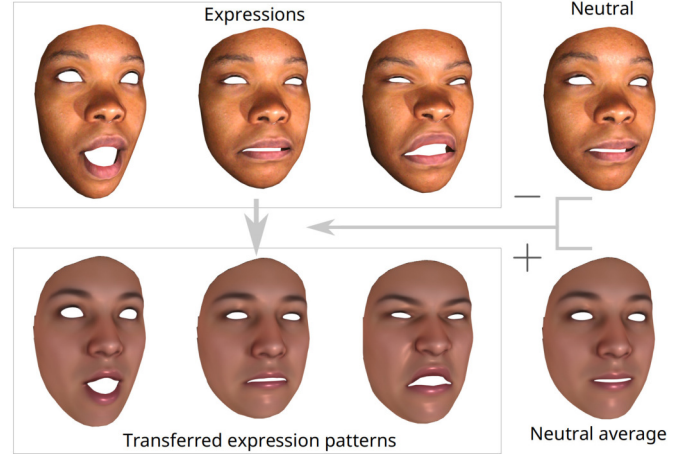 Expressions
Neutral
−
+
Transferred expression patterns
Neutral average